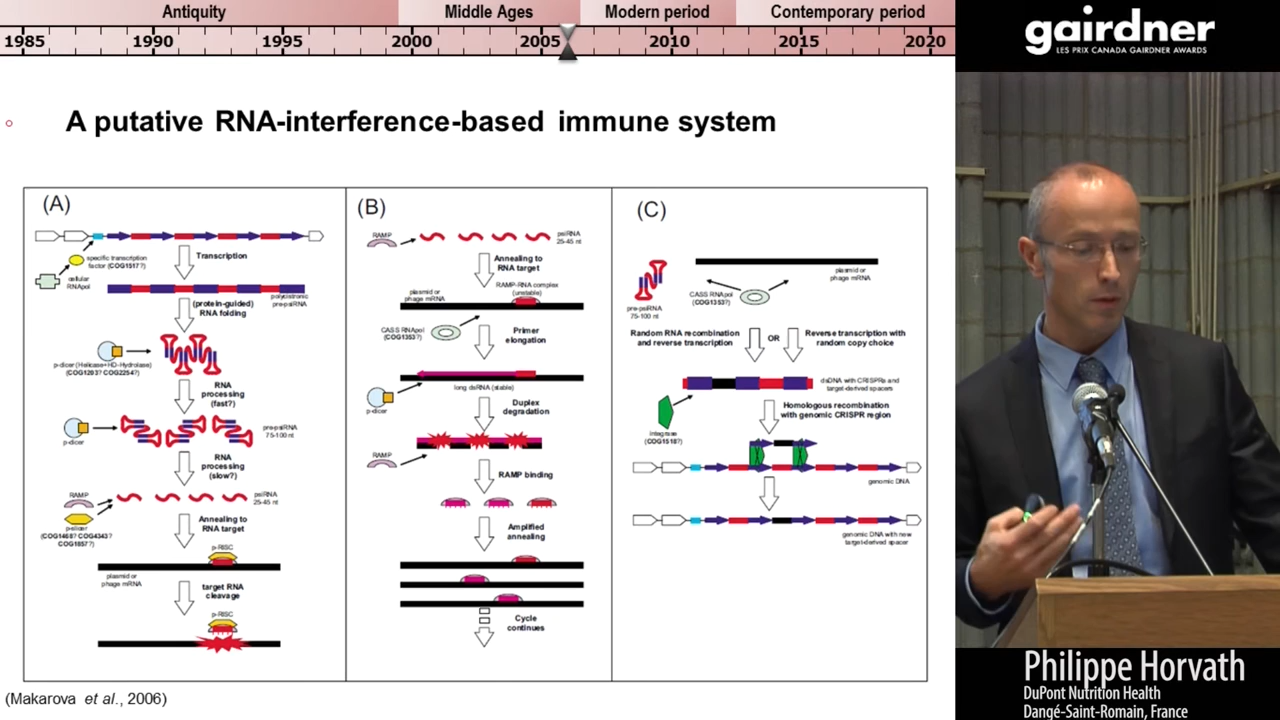 Antiquity Middle Ages Modern period Contemporary period
1985 1990 1995 2000 2005 2010 2015 2020
A putative RNA-interference-based immune system
(A)
specific transcription
factor (COG1517?)
cellular
RNApol
Transcription
polycistronic
pre-psiRNA
(protein-guided)
RNA folding
p-dicer (Helicase+HD-Hydrolase)
(COG1203? COG2254?)
RNA
processing
(fast?)
p-dicer
pre-psiRNA
75-100 nt
RNA
processing
(slow?)
RAMP
psiRNA
25-45 nt
p-slicer
(COG1468? COG4343?
COG1857?)
Annealing to
RNA target
p-RISC
plasmid or
phage mRNA
target RNA
cleavage
p-RISC
(B)
RAMP
psiRNA
25-45 nt
Annealing to
RNA target
plasmid or
phage mRNA
RAMP-RNA complex
(unstable)
CASS RNApol
(COG1353?)
Primer
elongation
long dsRNA (stable)
p-dicer
Duplex
degradation
RAMP
RAMP binding
Amplified
annealing
Cycle
continues
(C)
plasmid or
phage mRNA
CASS RNApol
(COG1353?)
pre-psiRNA
75-100 nt
Random RNA recombination
and reverse transcription
OR
Reverse transcription with
random copy choice
dsDNA with CRISPRs and
target-derived spacers
Integrase
(COG1518?)
Homologous recombination
with genomic CRISPR region
genomic DNA
genomic DNA with new
target-derived spacer
(Makarova et al., 2006)
gairdner
LES PRIX CANADA GAIRDNER AWARDS
Philippe Horvath
DuPont Nutrition Health
Dangé-Saint-Romain, France